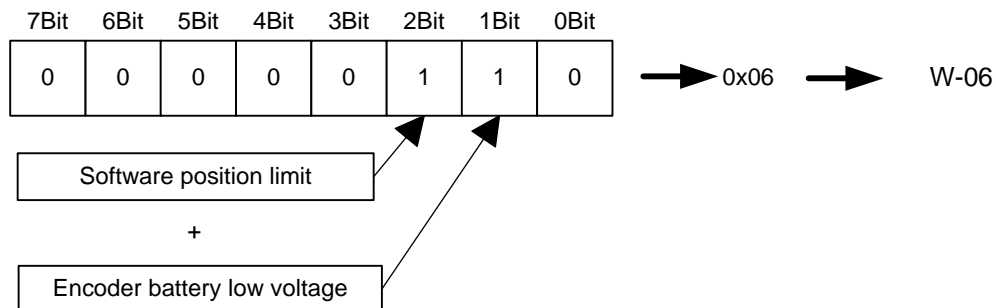 7Bit 6Bit 5Bit 4Bit 3Bit 2Bit 1Bit 0Bit
0 0 0 0 0 1 1 0 0x06 W-06
Software position limit
+
Encoder battery low voltage